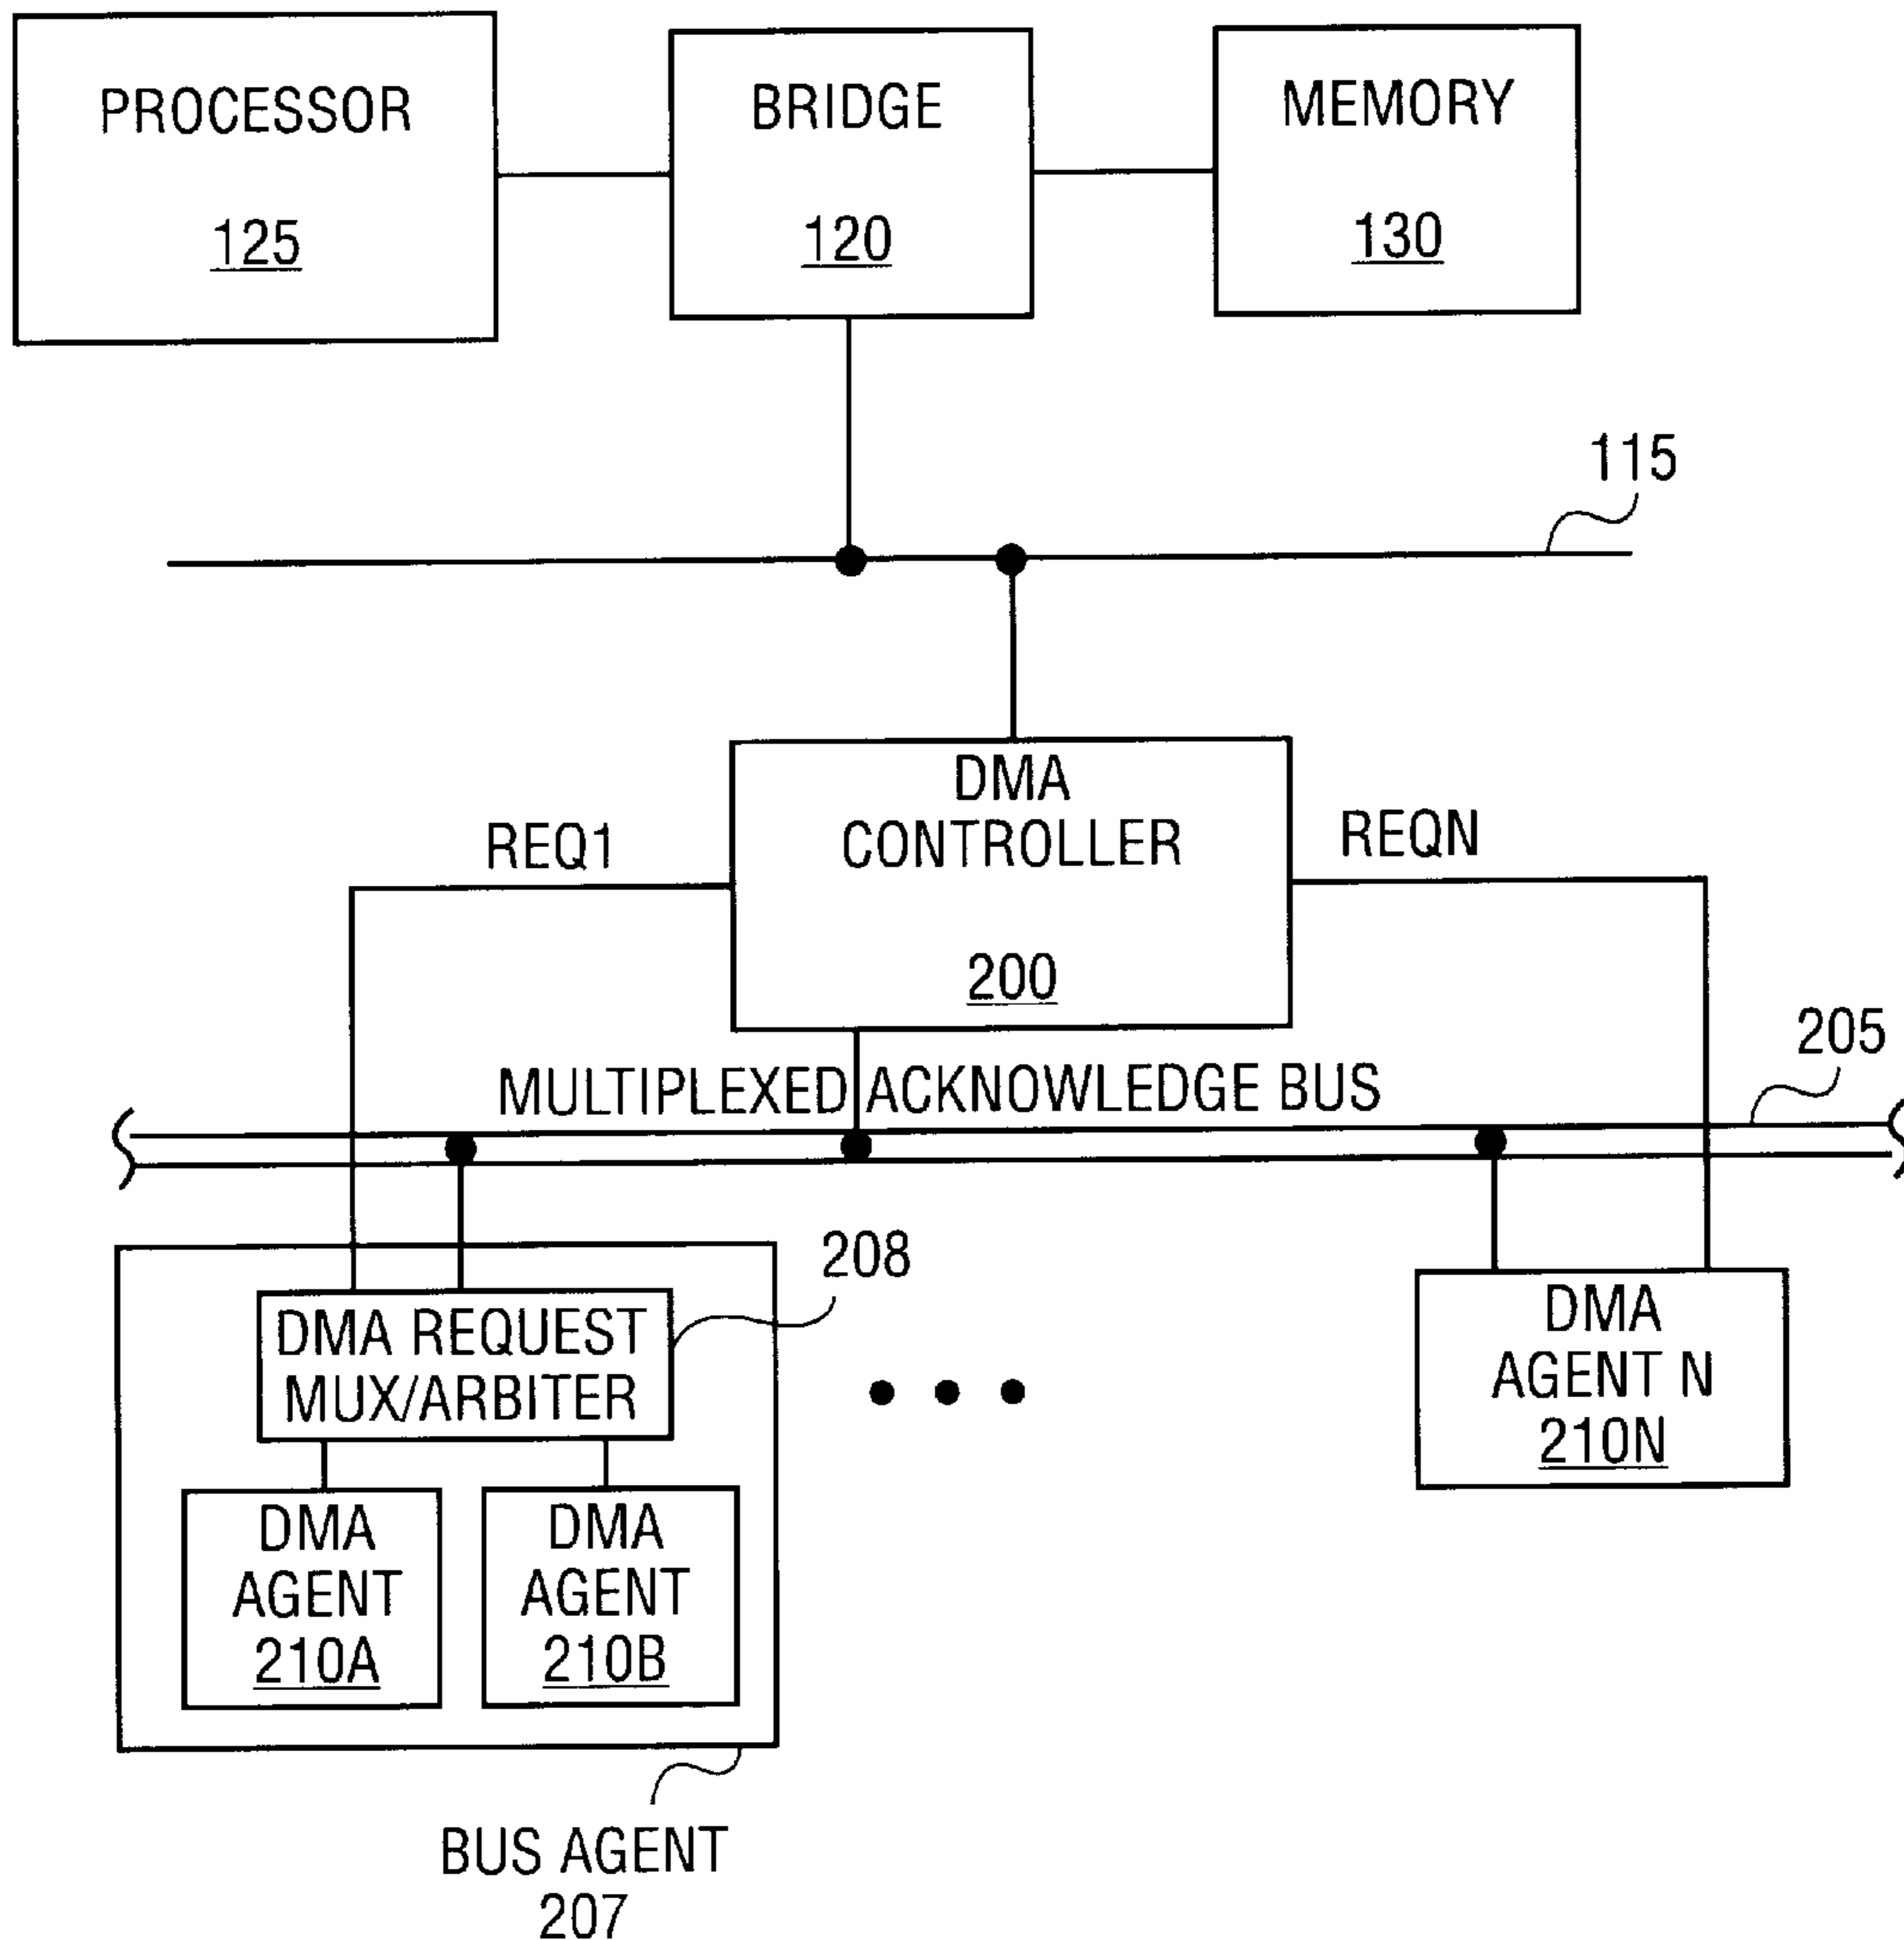 PROCESSOR
125
BRIDGE
120
MEMORY
130
115
DMA
CONTROLLER
200
REQ1
REQN
205
MULTIPLEXED ACKNOWLEDGE BUS
208
DMA REQUEST
MUX/ARBITER
DMA
AGENT
210A
DMA
AGENT
210B
DMA
AGENT N
210N
BUS AGENT
207